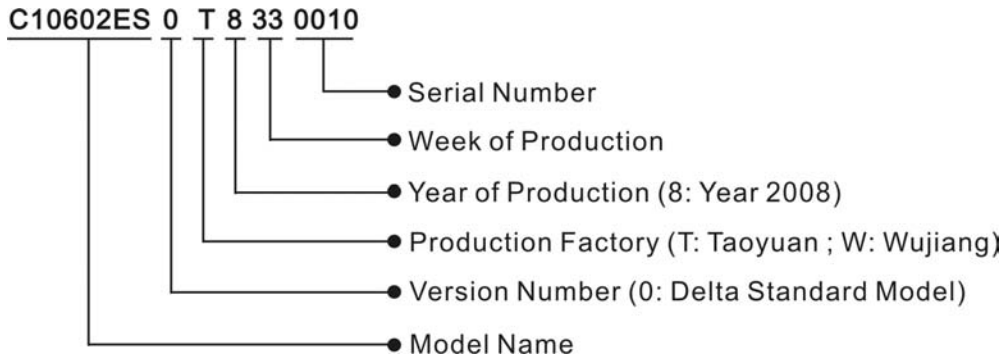 C10602ES 0 T 8 33 0010
Serial Number
Week of Production
Year of Production (8: Year 2008)
Production Factory (T: Taoyuan ; W: Wujiang)
Version Number (0: Delta Standard Model)
Model Name